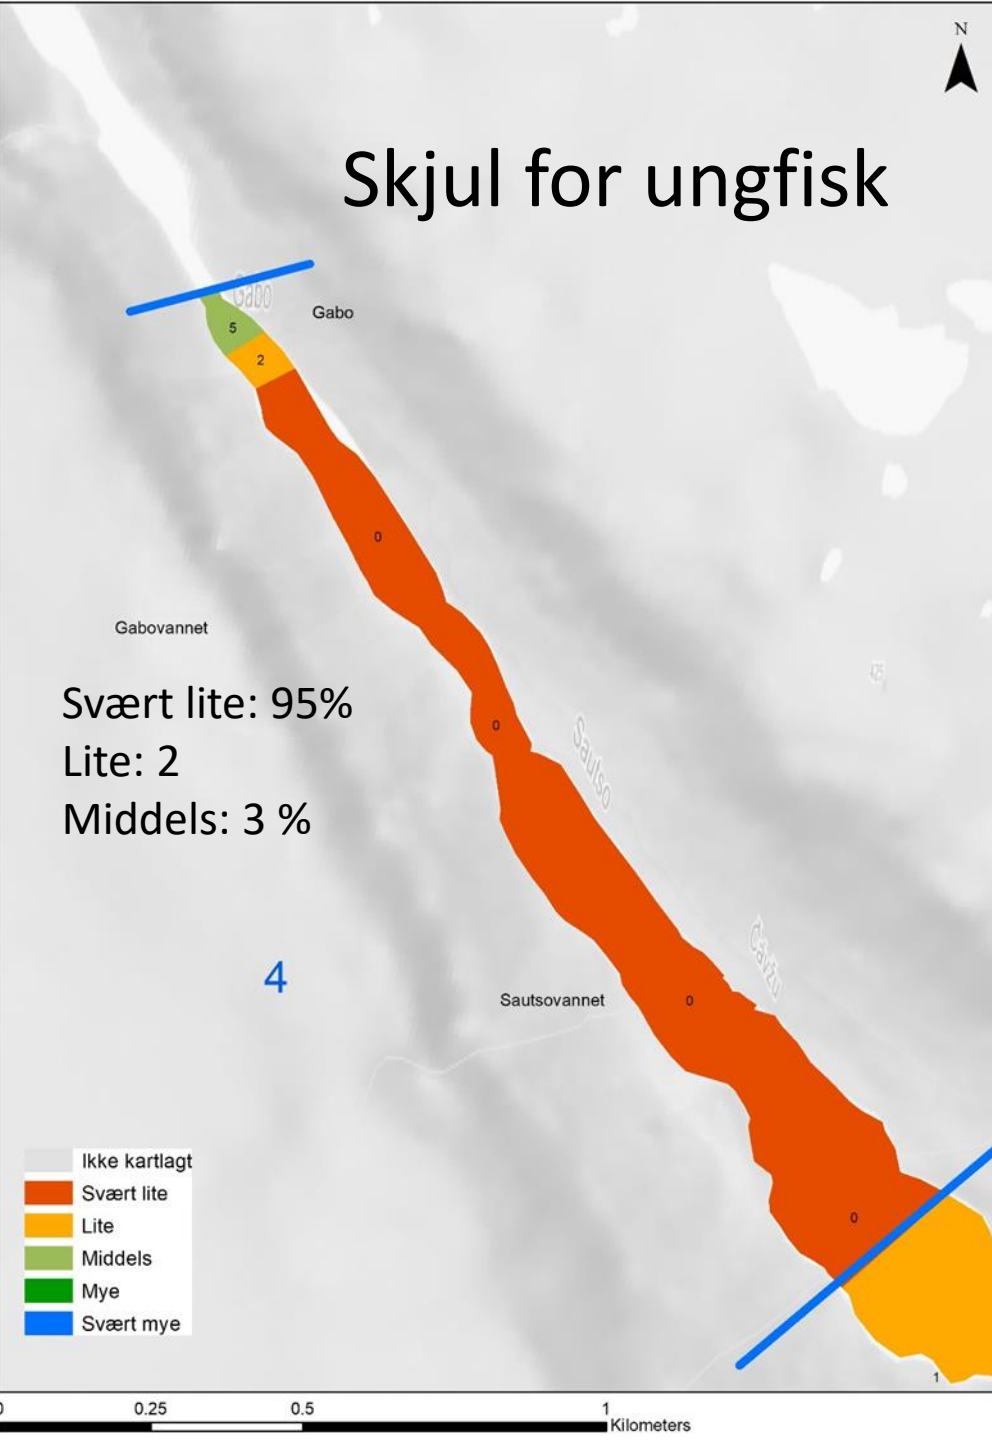 N
Skjul for ungfisk
Gabo
Gabo
5
2
0
Gabovannet
425
Svært lite: 95%
Lite: 2
Middels: 3 %
0
Sautso
Čávžu
4
Sautsovannet
0
Ikke kartlagt
Svært lite
Lite
Middels
Mye
Svært mye
0
1
0 0.25 0.5 1
Kilometers